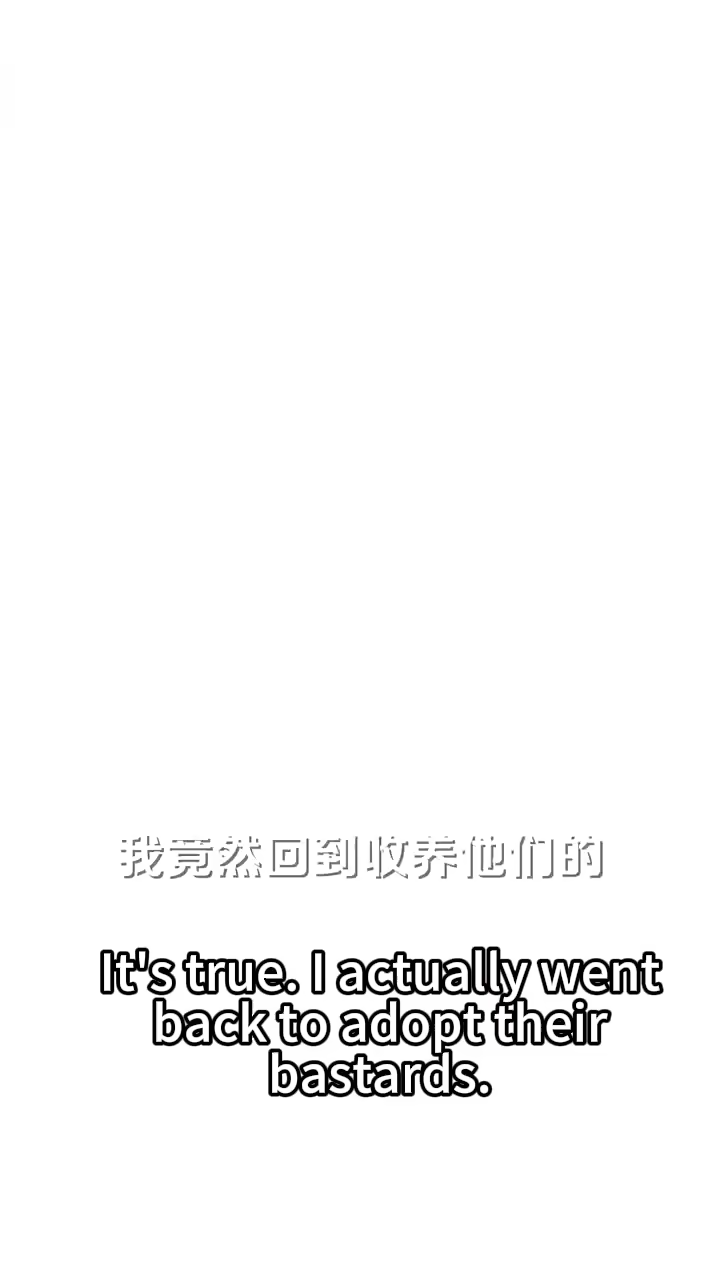 我竟然回到收养他们的
It's true. I actually went
back to adopt their
bastards.